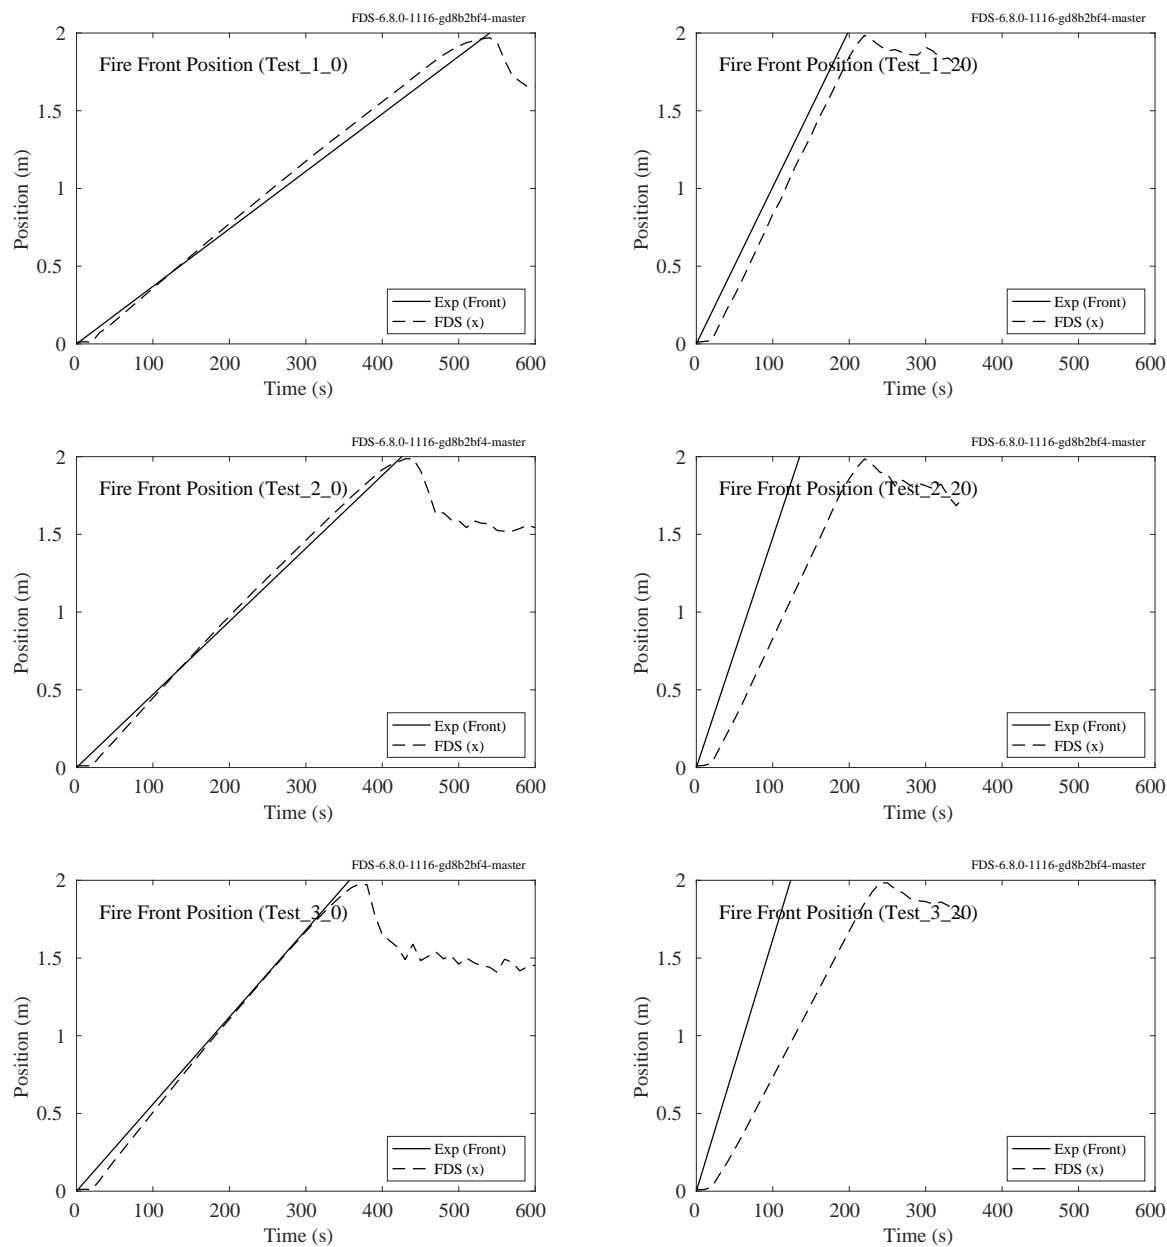 FDS-6.8.0-1116-gd8b2bf4-master
Fire Front Position (Test_1_0)
2
1.5
1
0.5
0
Position (m)
Exp (Front)
FDS (x)
0 100 200 300 400 500 600
Time (s)
FDS-6.8.0-1116-gd8b2bf4-master
Fire Front Position (Test_1_20)
2
1.5
1
0.5
0
Position (m)
Exp (Front)
FDS (x)
0 100 200 300 400 500 600
Time (s)
FDS-6.8.0-1116-gd8b2bf4-master
Fire Front Position (Test_2_0)
2
1.5
1
0.5
0
Position (m)
Exp (Front)
FDS (x)
0 100 200 300 400 500 600
Time (s)
FDS-6.8.0-1116-gd8b2bf4-master
Fire Front Position (Test_2_20)
2
1.5
1
0.5
0
Position (m)
Exp (Front)
FDS (x)
0 100 200 300 400 500 600
Time (s)
FDS-6.8.0-1116-gd8b2bf4-master
Fire Front Position (Test_3_0)
2
1.5
1
0.5
0
Position (m)
Exp (Front)
FDS (x)
0 100 200 300 400 500 600
Time (s)
FDS-6.8.0-1116-gd8b2bf4-master
Fire Front Position (Test_3_20)
2
1.5
1
0.5
0
Position (m)
Exp (Front)
FDS (x)
0 100 200 300 400 500 600
Time (s)